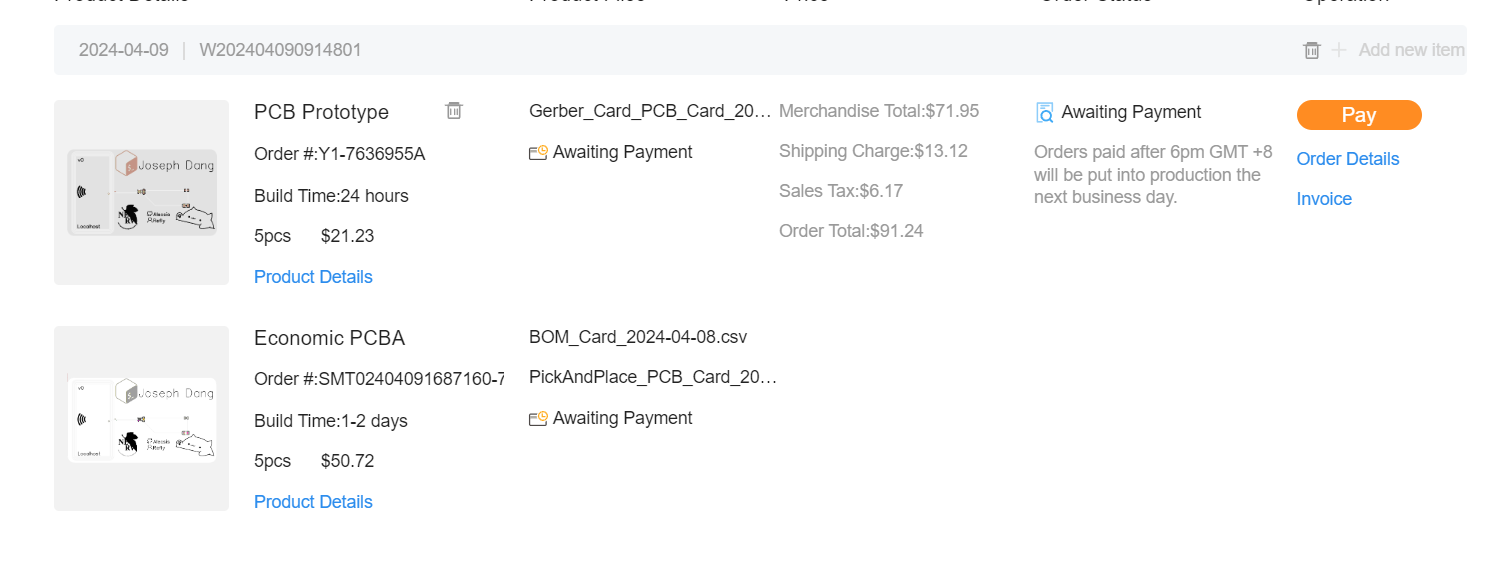 2024-04-09 | W202404090914801
Add new item
PCB Prototype
Order #:Y1-7636955A
Build Time:24 hours
5pcs $21.23
Product Details
Gerber_Card_PCB_Card_20…
Awaiting Payment
Merchandise Total:$71.95
Shipping Charge:$13.12
Sales Tax:$6.17
Order Total:$91.24
Awaiting Payment
Orders paid after 6pm GMT +8
will be put into production the
next business day.
Pay
Order Details
Invoice
v0
Joseph Dang
Localhost
Economic PCBA
Order #:SMT02404091687160-7
Build Time:1-2 days
5pcs $50.72
Product Details
BOM_Card_2024-04-08.csv
PickAndPlace_PCB_Card_20…
Awaiting Payment
v0
Joseph Dang
Localhost